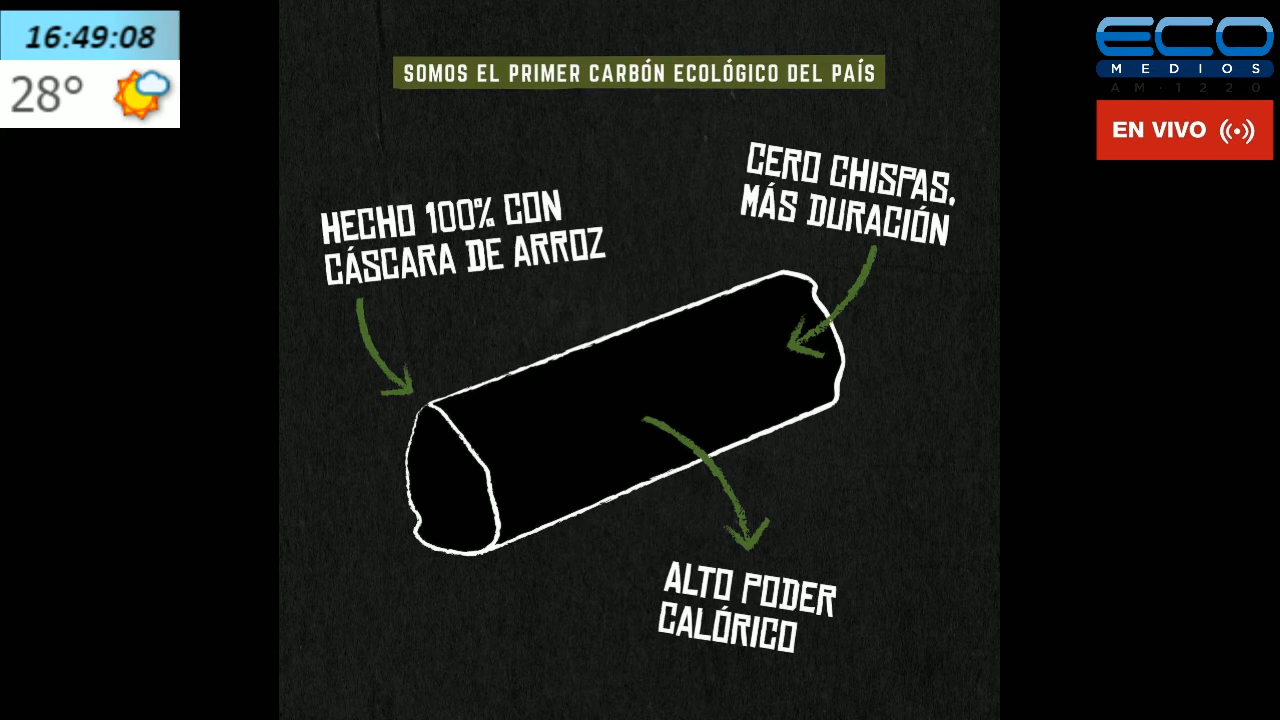 16:49:08
28°
SOMOS EL PRIMER CARBÓN ECOLÓGICO DEL PAÍS
ECO
MEDIOS
AM·1220
EN VIVO
CERO CHISPAS,
MÁS DURACIÓN
HECHO 100% CON
CÁSCARA DE ARROZ
ALTO PODER
CALÓRICO